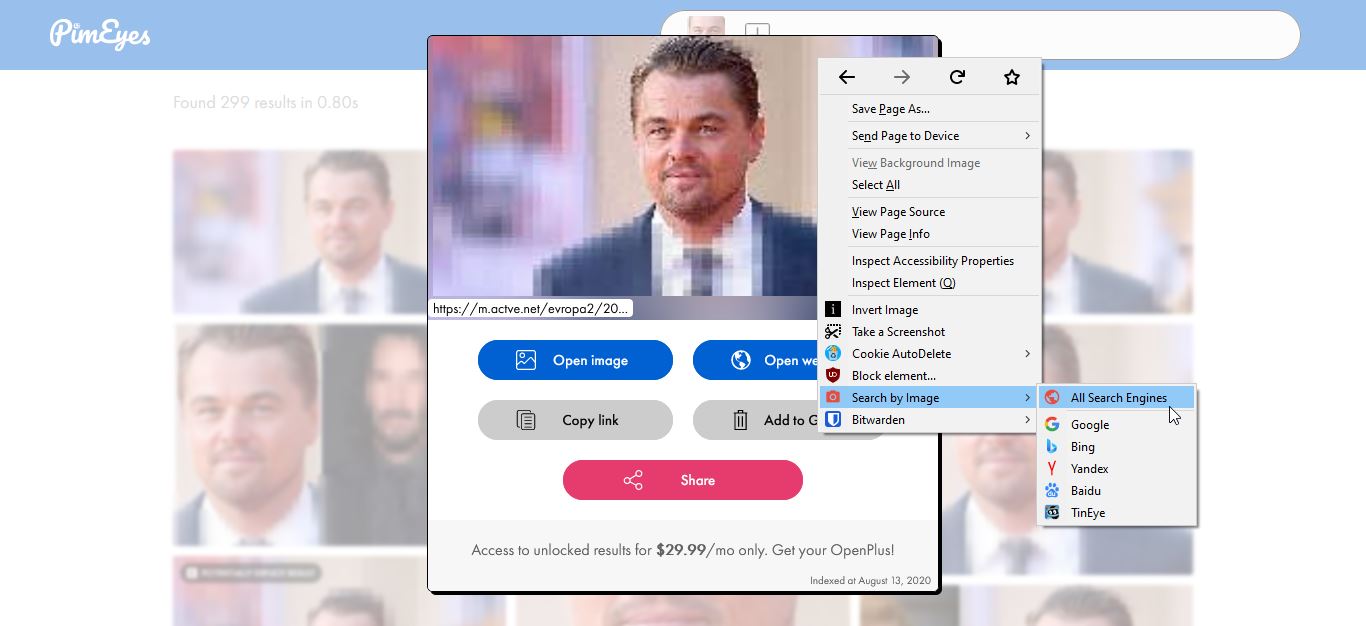 PimEyes
Found 299 results in 0.80s
https://m.actve.net/evropa2/20...
Open image
Open we
Copy link
Add to G
Share
Access to unlocked results for $29.99/mo only. Get your OpenPlus!
Indexed at August 13, 2020
Save Page As...
Send Page to Device
View Background Image
Select All
View Page Source
View Page Info
Inspect Accessibility Properties
Inspect Element (Q)
Invert Image
Take a Screenshot
Cookie AutoDelete
Block element...
Search by Image
Bitwarden
All Search Engines
Google
Bing
Yandex
Baidu
TinEye